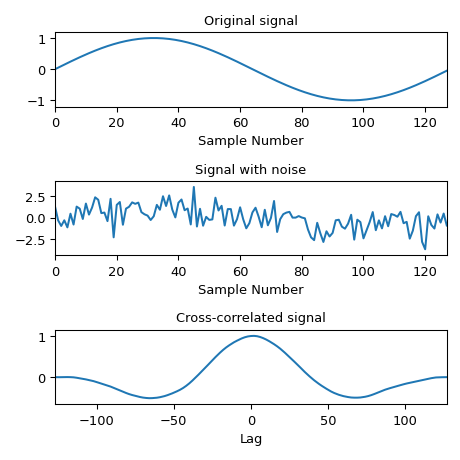 Original signal
1
0
−1
0 20 40 60 80 100 120
Sample Number
Signal with noise
2.5
0.0
−2.5
0 20 40 60 80 100 120
Sample Number
Cross-correlated signal
1
0
−100 −50 0 50 100
Lag